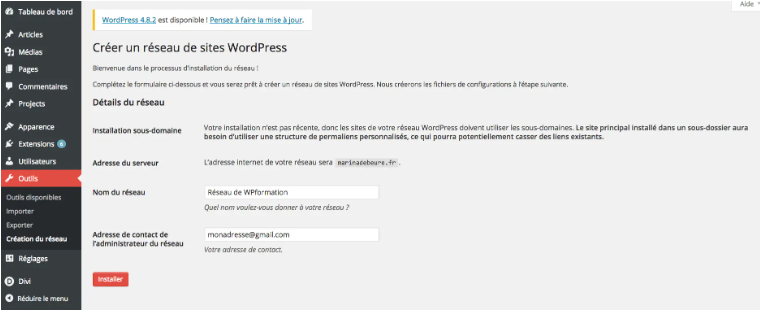 Tableau de bord
Articles
Médias
Pages
Commentaires
Projects
Apparence
Extensions 6
Utilisateurs
Outils
Outils disponibles
Importer
Exporter
Création du réseau
Réglages
Divi
Réduire le menu
Aide
WordPress 4.8.2 est disponible ! Pensez à faire la mise à jour.
Créer un réseau de sites WordPress
Bienvenue dans le processus d'installation du réseau !
Complétez le formulaire ci-dessous et vous serez prêt à créer un réseau de sites WordPress. Nous créerons les fichiers de configurations à l'étape suivante.
Détails du réseau
Installation sous-domaine
Votre installation n'est pas récente, donc les sites de votre réseau WordPress doivent utiliser les sous-domaines. Le site principal installé dans un sous-dossier aura
besoin d'utiliser une structure de permaliens personnalisés, ce qui pourra potentiellement casser des liens existants.
Adresse du serveur
L'adresse Internet de votre réseau sera marinadebeure.fr.
Nom du réseau
Réseau de WPformation
Quel nom voulez-vous donner à votre réseau ?
Adresse de contact de
l'administrateur du réseau
monadresse@gmail.com
Votre adresse de contact.
Installer